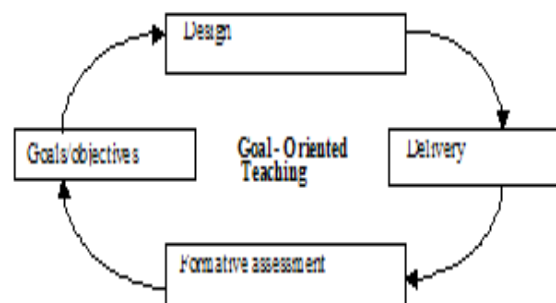 Design
Goals/objectives
Goal - Oriented
Teaching
Delivery
Formative assessment